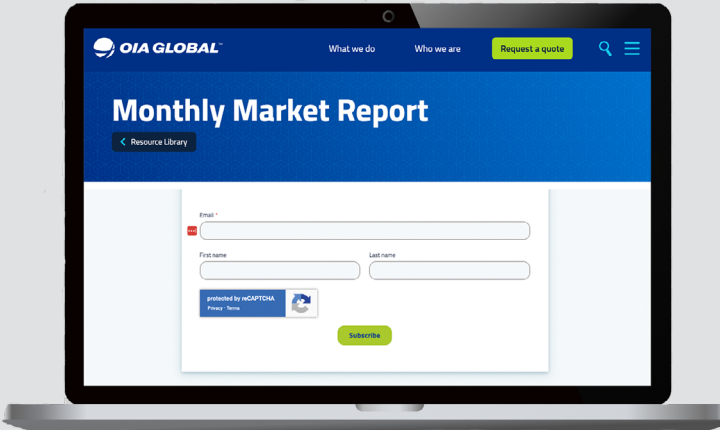 OIA GLOBAL™
What we do
Who we are
Request a quote
Monthly Market Report
Resource Library
Email *
First name
Last name
protected by reCAPTCHA
Privacy - Terms
Subscribe